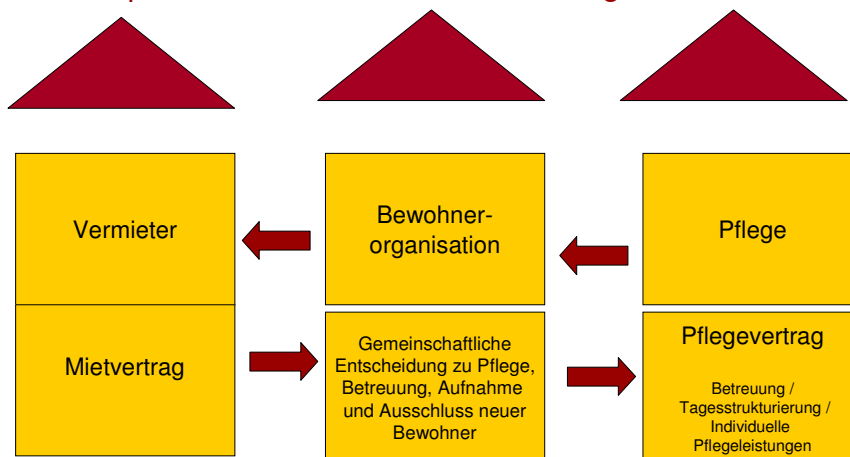 Vermieter
Bewohner-
organisation
Pflege
Mietvertrag
Gemeinschaftliche
Entscheidung zu Pflege,
Betreuung, Aufnahme
und Ausschluss neuer
Bewohner
Pflegevertrag
Betreuung /
Tagesstrukturierung /
Individuelle
Pflegeleistungen